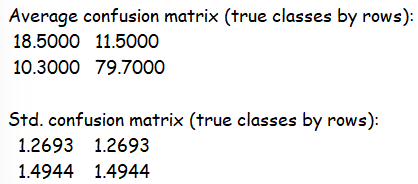 Average confusion matrix (true classes by rows):
18.5000 11.5000
10.3000 79.7000
Std. confusion matrix (true classes by rows):
1.2693 1.2693
1.4944 1.4944